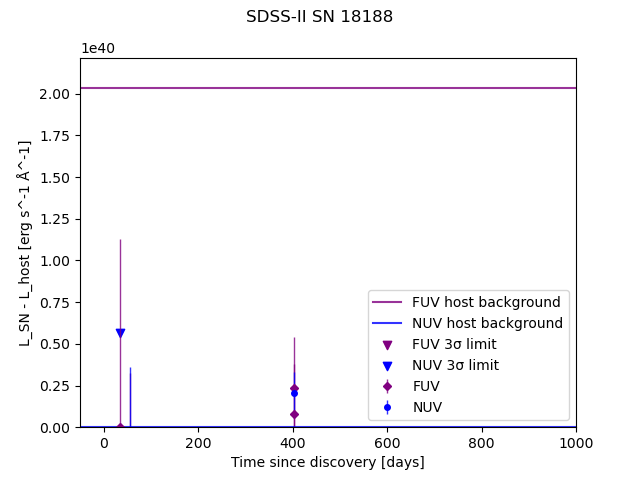 SDSS-II SN 18188
1e40
2.00
1.75
1.50
1.25
1.00
0.75
0.50
0.25
0.00
L_SN - L_host [erg s^-1 Å^-1]
FUV host background
NUV host background
FUV 3σ limit
NUV 3σ limit
FUV
NUV
0 200 400 600 800 1000
Time since discovery [days]